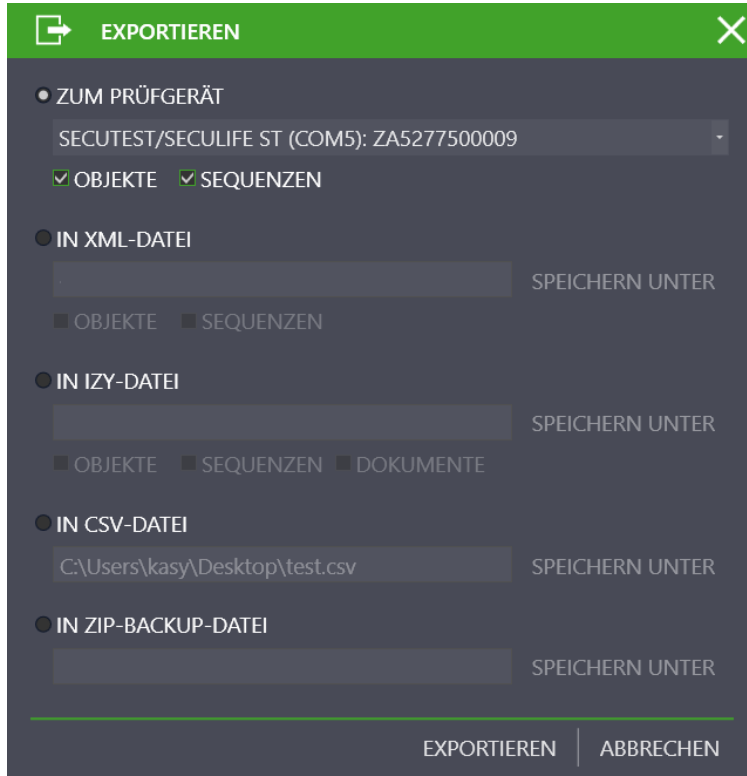 EXPORTIEREN
ZUM PRÜFGERÄT
SECUTEST/SECULIFE ST (COM5): ZA5277500009
OBJEKTE SEQUENZEN
IN XML-DATEI
SPEICHERN UNTER
OBJEKTE SEQUENZEN
IN IZY-DATEI
SPEICHERN UNTER
OBJEKTE SEQUENZEN DOKUMENTE
IN CSV-DATEI
C:\Users\kasy\Desktop\test.csv SPEICHERN UNTER
IN ZIP-BACKUP-DATEI
SPEICHERN UNTER
EXPORTIEREN ABBRECHEN